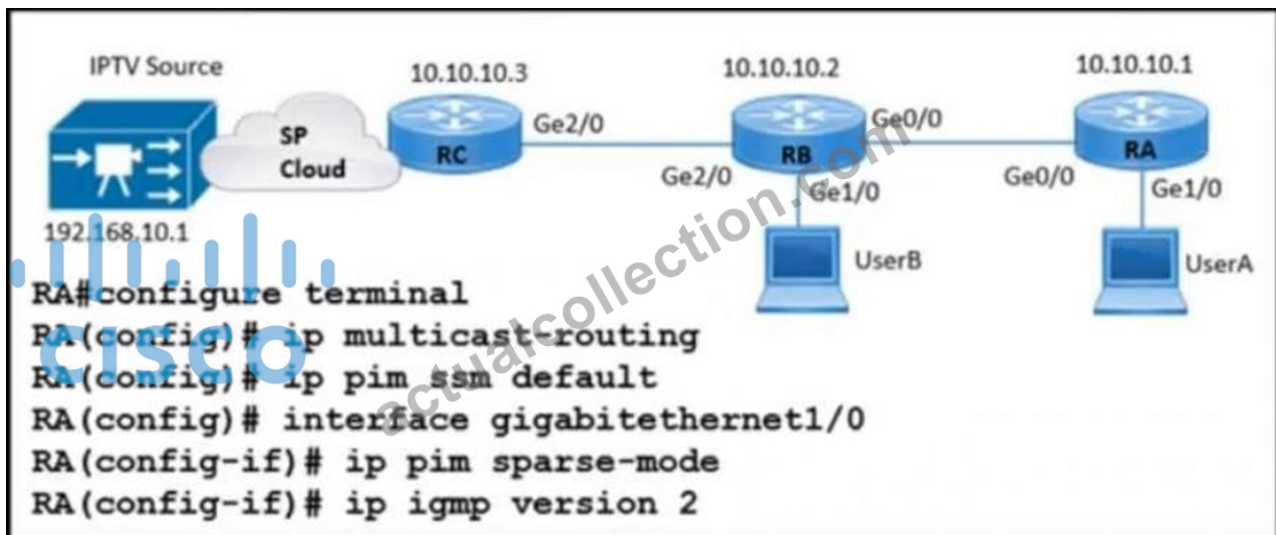 IPTV Source
10.10.10.3
10.10.10.2
10.10.10.1
SP
Cloud
RC
Ge2/0
Ge2/0
RB
Ge0/0
Ge1/0
Ge0/0
RA
Ge1/0
192.168.10.1
UserB
UserA
RA#configure terminal
RA(config)# ip multicast-routing
RA(config)# ip pim ssm default
RA(config)# interface gigabitethernet1/0
RA(config-if)# ip pim sparse-mode
RA(config-if)# ip igmp version 2
cisco
actualcollection.com